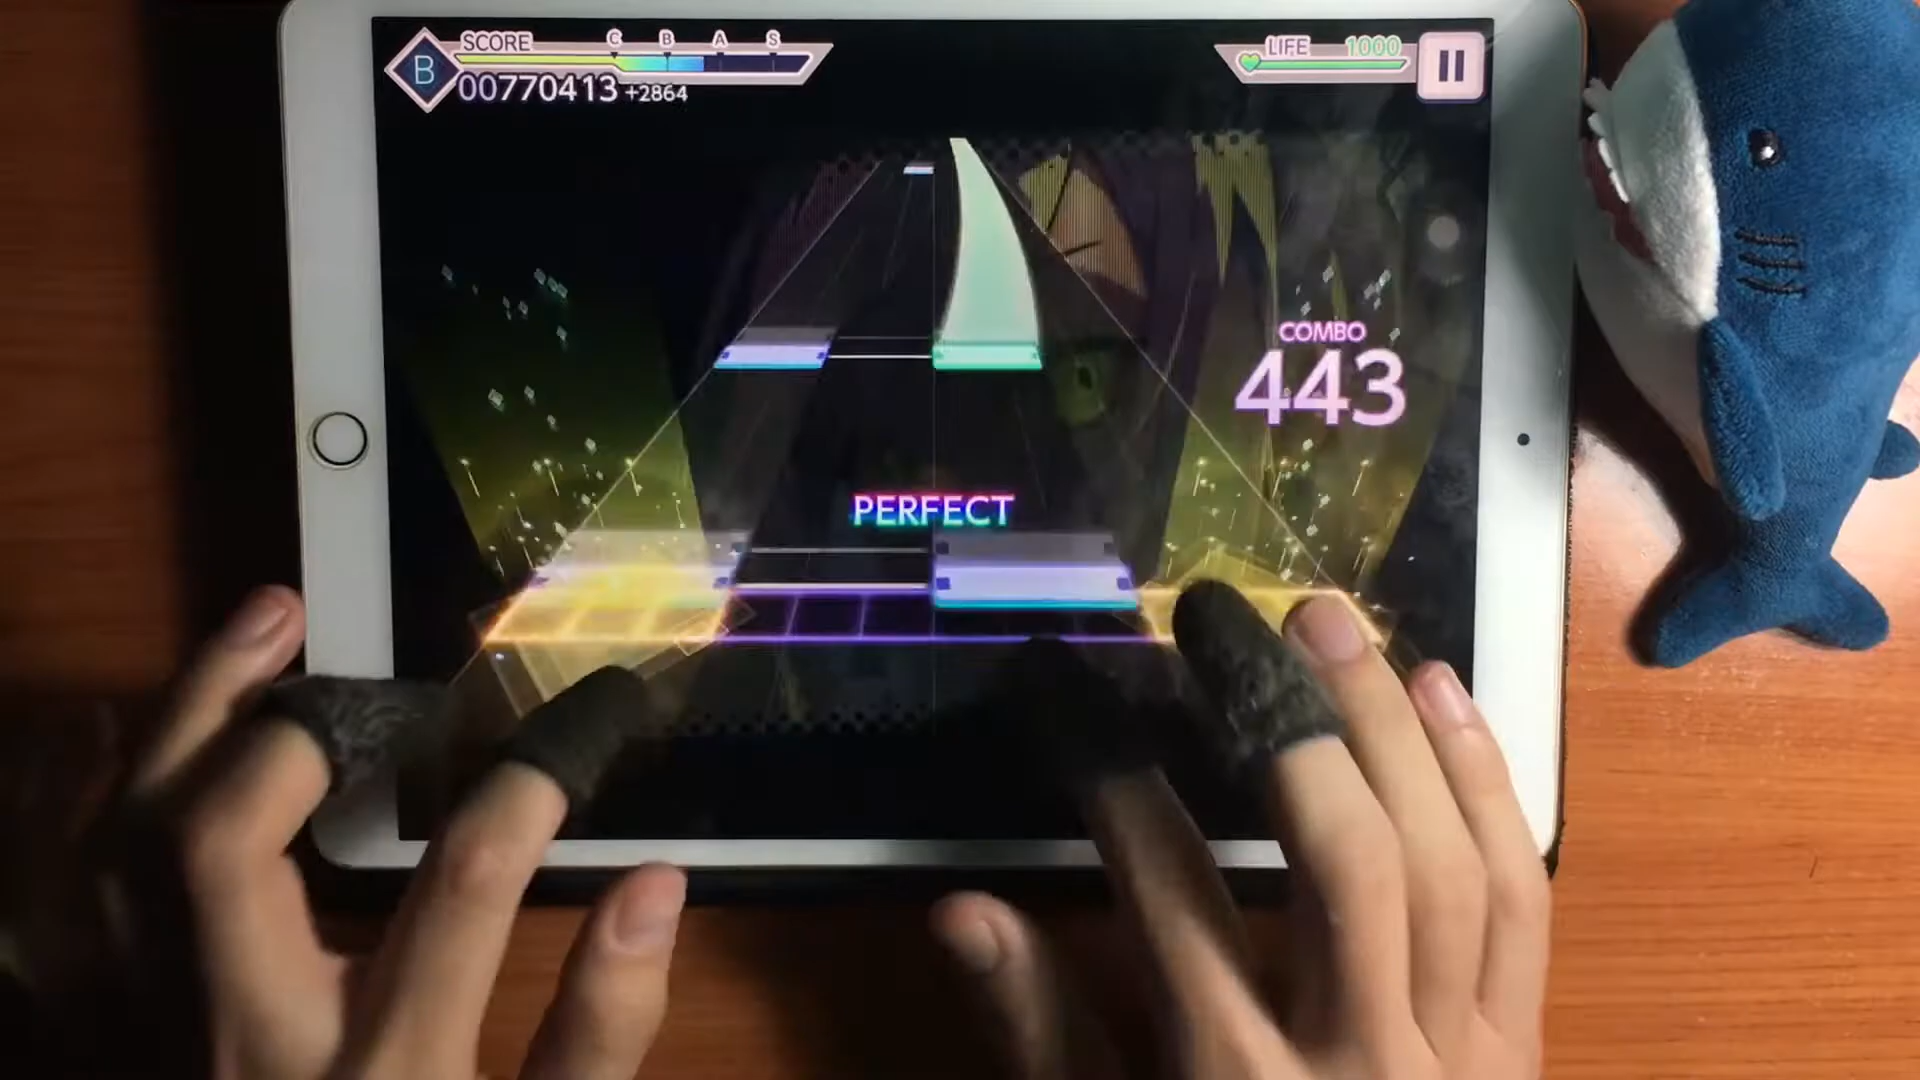 SCORE C B A S
B
00770413 +2864
LIFE 1000
COMBO
443
PERFECT